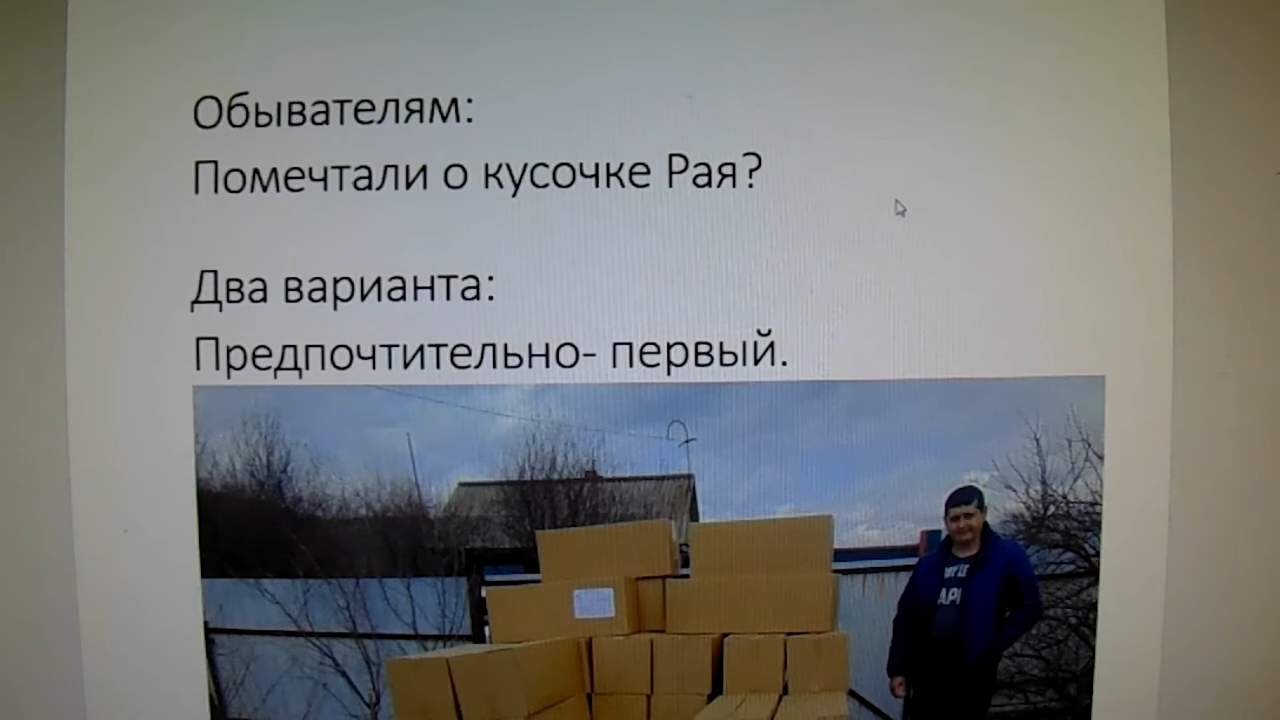 Обывателям:
Помечтали о кусочке Рая?
Два варианта:
Предпочтительно- первый.